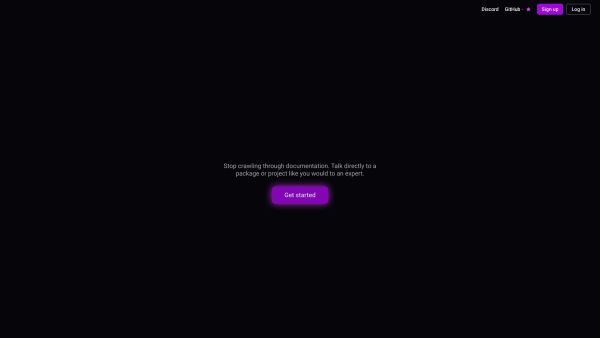 Discord GitHub · ★ Sign up Log in
Stop crawling through documentation. Talk directly to a
package or project like you would to an expert.
Get started